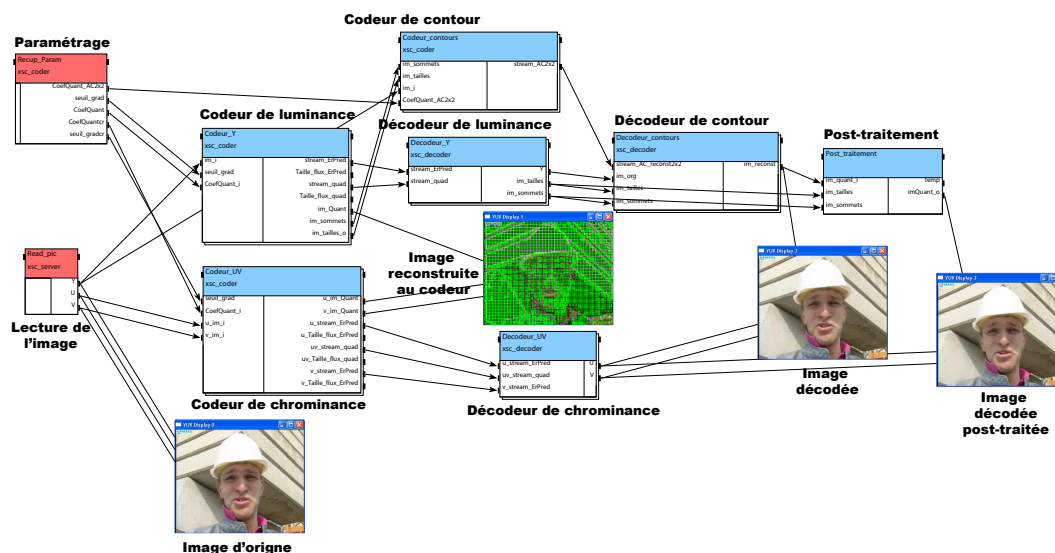 Codeur de contour
Paramétrage
Recup_Param
xsc_coder
CoefQuant_AC2x2
seuil_grad
CoefQuant
CoefQuantcr
seuil_gradcr
Codeur_contours
xsc_coder
im_sommets
im_tailles
im_i
CoefQuant_AC2x2
stream_AC2x2
Codeur de luminance
Codeur_Y
xsc_coder
im_i
seuil_grad
CoefQuant_i
stream_ErPred
Taille_flux_ErPred
stream_quad
Taille_flux_quad
im_Quant
im_sommets
im_tailles_o
Décodeur de luminance
Decodeur_Y
xsc_decoder
stream_ErPred
stream_quad
Y
im_tailles
im_sommets
Décodeur de contour
Decodeur_contours
xsc_decoder
stream_AC_reconst2x2
im_org
im_tailles
im_sommets
im_reconst
Post-traitement
Post_traitement
im_quant_i
im_tailles
im_sommets
temp
imQuant_o
Read_pic
xsc_server
Y
U
V
Lecture de
l'image
Codeur_UV
xsc_coder
seuil_grad
CoefQuant_i
u_im_i
v_im_i
u_im_Quant
v_im_Quant
u_stream_ErPred
u_Taille_flux_ErPred
uv_stream_quad
uv_Taille_flux_quad
v_stream_ErPred
v_Taille_flux_ErPred
Codeur de chrominance
Image
reconstruite
au codeur
YUV Display 1
Decodeur_UV
xsc_decoder
u_stream_ErPred
uv_stream_quad
v_stream_ErPred
U
V
Décodeur de chrominance
YUV Display 2
Image
décodée
YUV Display 3
Image
décodée
post-traitée
YUV Display 0
Image d'origne